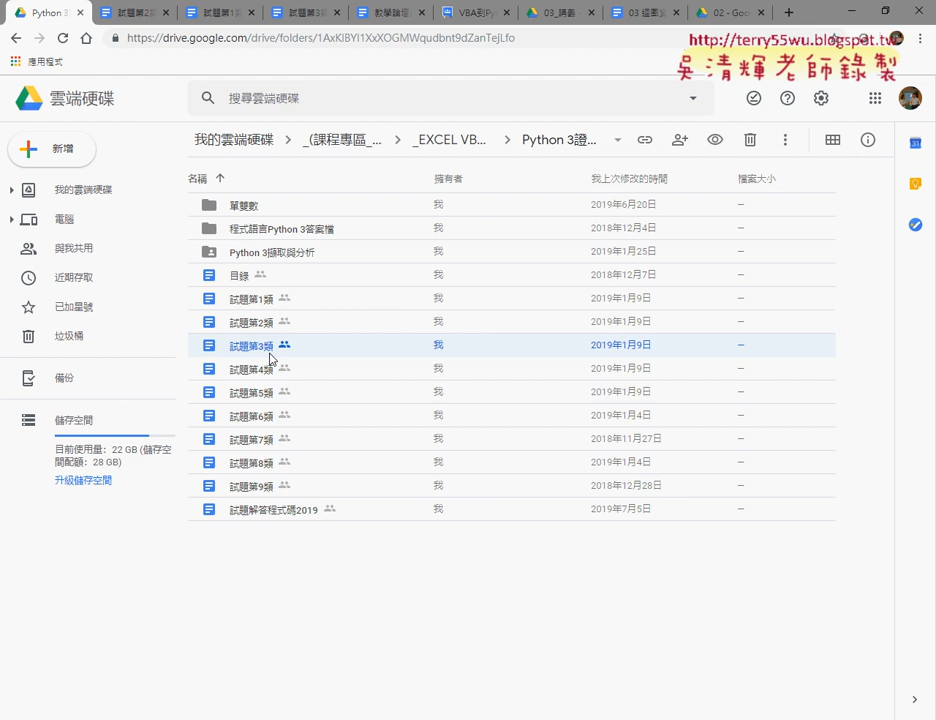 Python 3
試題第2
試題第1
試題第3
教學論壇
VBA到Py
03_講義
03 迴圈
02 - Goo
https://drive.google.com/drive/folders/1AxKlBYl1XxXOGMWqudbnt9dZanTejLfo
http://terry55wu.blogspot.tw
吳清輝老師錄製
應用程式
雲端硬碟
搜尋雲端硬碟
新增
我的雲端硬碟
_(課程專區_...
_EXCEL VB...
Python 3證...
名稱
擁有者
我上次修改的時間
檔案大小
單雙數 我 2019年6月20日 —
程式語言Python 3答案檔 我 2018年12月4日 —
Python 3擷取與分析 我 2019年1月25日 —
目錄 我 2018年12月7日 —
試題第1類 我 2019年1月9日 —
試題第2類 我 2019年1月9日 —
試題第3類 我 2019年1月9日 —
試題第4類 我 2019年1月9日 —
試題第5類 我 2019年1月9日 —
試題第6類 我 2019年1月4日 —
試題第7類 我 2018年11月27日 —
試題第8類 我 2019年1月4日 —
試題第9類 我 2018年12月28日 —
試題解答程式碼2019 我 2019年7月5日 —
我的雲端硬碟
電腦
與我共用
近期存取
已加星號
垃圾桶
備份
儲存空間
目前使用量：22 GB (儲存空
間配額：28 GB)
升級儲存空間
31